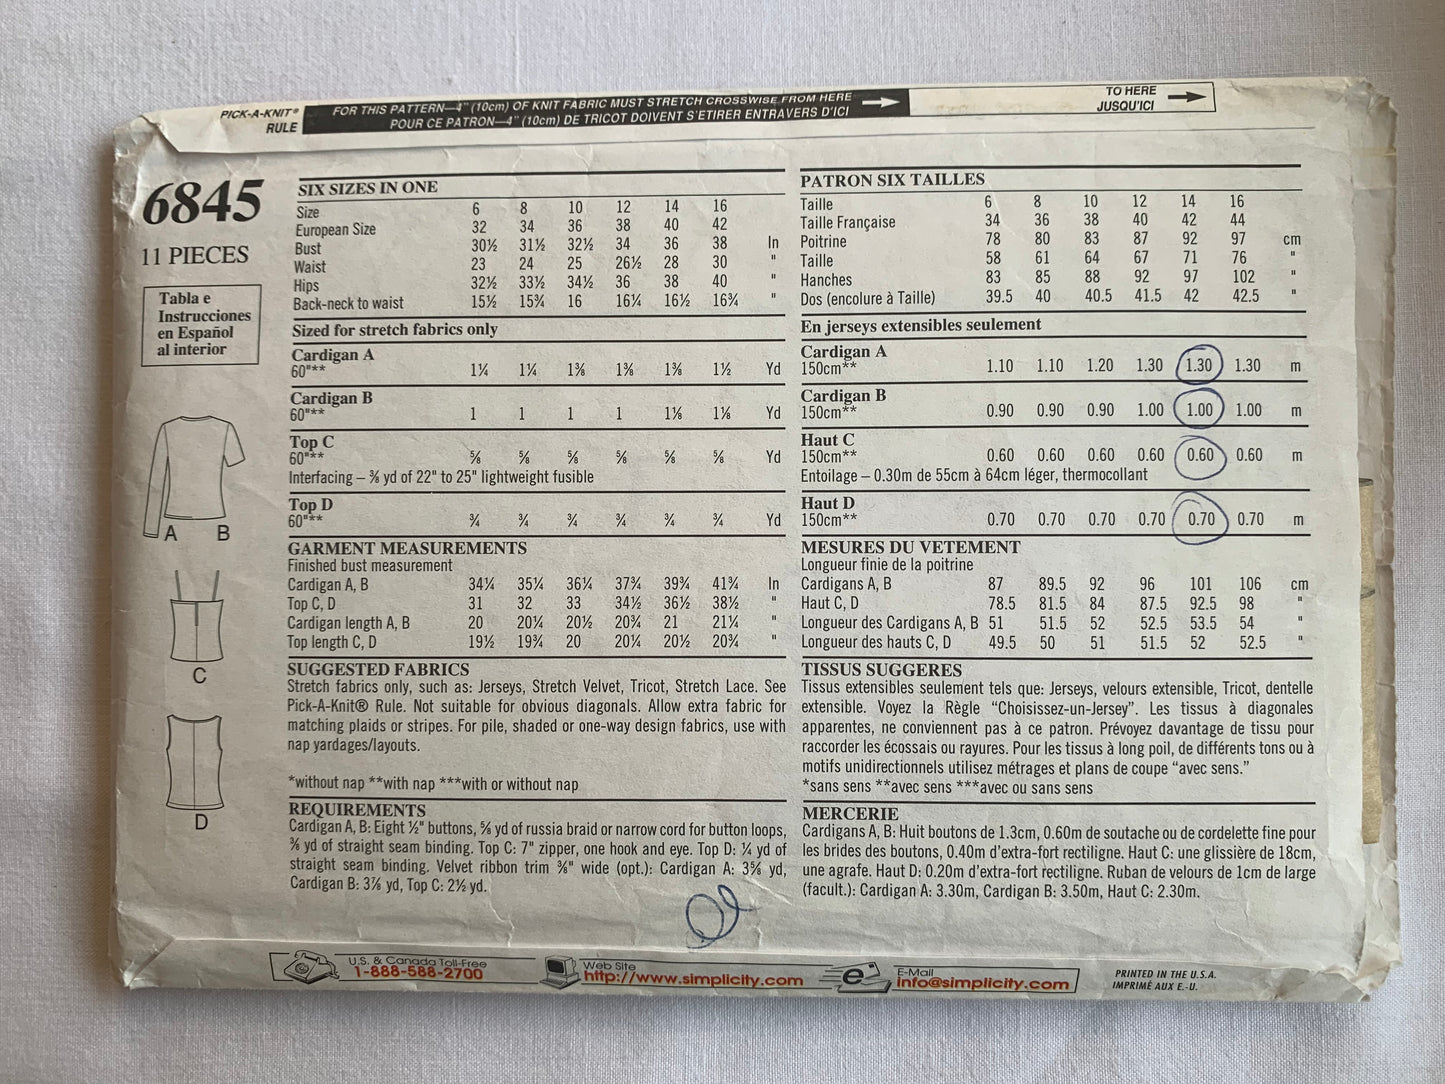 PICK-A-KNIT®
RULE
FOR THIS PATTERN—4" (10cm) OF KNIT FABRIC MUST STRETCH CROSSWISE FROM HERE
POUR CE PATRON—4" (10cm) DE TRICOT DOIVENT S'ETIRER ENTRAVERS D'ICI
TO HERE
JUSQU'ICI
6845
11 PIECES
Tabla e
Instrucciones
en Español
al interior
A B
C
D
SIX SIZES IN ONE
Size 6 8 10 12 14 16
European Size 32 34 36 38 40 42
Bust 30½ 31½ 32½ 34 36 38 In
Waist 23 24 25 26½ 28 30 "
Hips 32½ 33½ 34½ 36 38 40 "
Back-neck to waist 15½ 15¾ 16 16¼ 16½ 16¾ "
Sized for stretch fabrics only
Cardigan A
60"** 1¼ 1¼ 1⅜ 1⅜ 1⅜ 1½ Yd
Cardigan B
60"** 1 1 1 1 1⅛ 1⅛ Yd
Top C
60"** ⅝ ⅝ ⅝ ⅝ ⅝ ⅝ Yd
Interfacing – ⅜ yd of 22" to 25" lightweight fusible
Top D
60"** ¾ ¾ ¾ ¾ ¾ ¾ Yd
GARMENT MEASUREMENTS
Finished bust measurement
Cardigan A, B 34¼ 35¼ 36¼ 37¾ 39¾ 41¾ In
Top C, D 31 32 33 34½ 36½ 38½ "
Cardigan length A, B 20 20¼ 20½ 20¾ 21 21¼ "
Top length C, D 19½ 19¾ 20 20¼ 20½ 20¾ "
SUGGESTED FABRICS
Stretch fabrics only, such as: Jerseys, Stretch Velvet, Tricot, Stretch Lace. See
Pick-A-Knit® Rule. Not suitable for obvious diagonals. Allow extra fabric for
matching plaids or stripes. For pile, shaded or one-way design fabrics, use with
nap yardages/layouts.
*without nap **with nap ***with or without nap
REQUIREMENTS
Cardigan A, B: Eight ½" buttons, ⅝ yd of russia braid or narrow cord for button loops,
⅜ yd of straight seam binding. Top C: 7" zipper, one hook and eye. Top D: ¼ yd of
straight seam binding. Velvet ribbon trim ⅜" wide (opt.): Cardigan A: 3⅝ yd,
Cardigan B: 3⅞ yd, Top C: 2½ yd.
PATRON SIX TAILLES
Taille 6 8 10 12 14 16
Taille Française 34 36 38 40 42 44
Poitrine 78 80 83 87 92 97 cm
Taille 58 61 64 67 71 76 "
Hanches 83 85 88 92 97 102 "
Dos (encolure à Taille) 39.5 40 40.5 41.5 42 42.5 "
En jerseys extensibles seulement
Cardigan A
150cm** 1.10 1.10 1.20 1.30 1.30 1.30 m
Cardigan B
150cm** 0.90 0.90 0.90 1.00 1.00 1.00 m
Haut C
150cm** 0.60 0.60 0.60 0.60 0.60 0.60 m
Entoilage – 0.30m de 55cm à 64cm léger, thermocollant
Haut D
150cm** 0.70 0.70 0.70 0.70 0.70 0.70 m
MESURES DU VETEMENT
Longueur finie de la poitrine
Cardigans A, B 87 89.5 92 96 101 106 cm
Haut C, D 78.5 81.5 84 87.5 92.5 98 "
Longueur des Cardigans A, B 51 51.5 52 52.5 53.5 54 "
Longueur des hauts C, D 49.5 50 51 51.5 52 52.5 "
TISSUS SUGGERES
Tissus extensibles seulement tels que: Jerseys, velours extensible, Tricot, dentelle
extensible. Voyez la Règle "Choisissez-un-Jersey". Les tissus à diagonales
apparentes, ne conviennent pas à ce patron. Prévoyez davantage de tissu pour
raccorder les écossais ou rayures. Pour les tissus à long poil, de différents tons ou à
motifs unidirectionnels utilisez métrages et plans de coupe "avec sens."
*sans sens **avec sens ***avec ou sans sens
MERCERIE
Cardigans A, B: Huit boutons de 1.3cm, 0.60m de soutache ou de cordelette fine pour
les brides des boutons, 0.40m d'extra-fort rectiligne. Haut C: une glissière de 18cm,
une agrafe. Haut D: 0.20m d'extra-fort rectiligne. Ruban de velours de 1cm de large
(facult.): Cardigan A: 3.30m, Cardigan B: 3.50m, Haut C: 2.30m.
U.S. & Canada Toll-Free
1-888-588-2700
Web Site
http://www.simplicity.com
E-Mail
info@simplicity.com
PRINTED IN THE U.S.A.
IMPRIMÉ AUX E.-U.